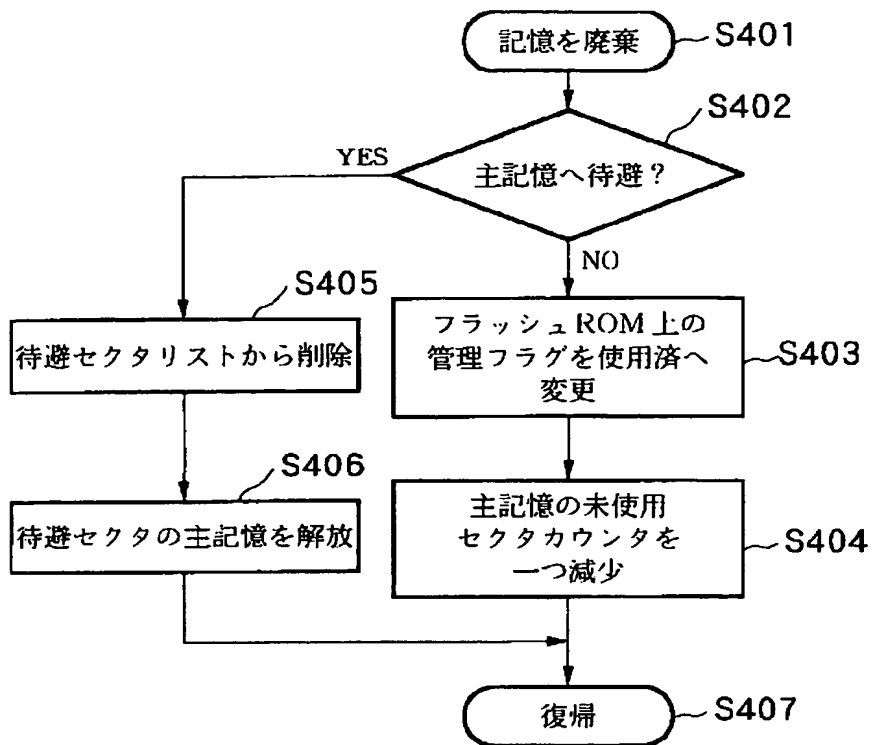 記憶を廃棄
S401
S402
主記憶へ待避？
YES
NO
S405
待避セクタリストから削除
フラッシュROM上の
管理フラグを使用済へ
変更
S403
S406
待避セクタの主記憶を解放
主記憶の未使用
セクタカウンタを
一つ減少
S404
復帰
S407